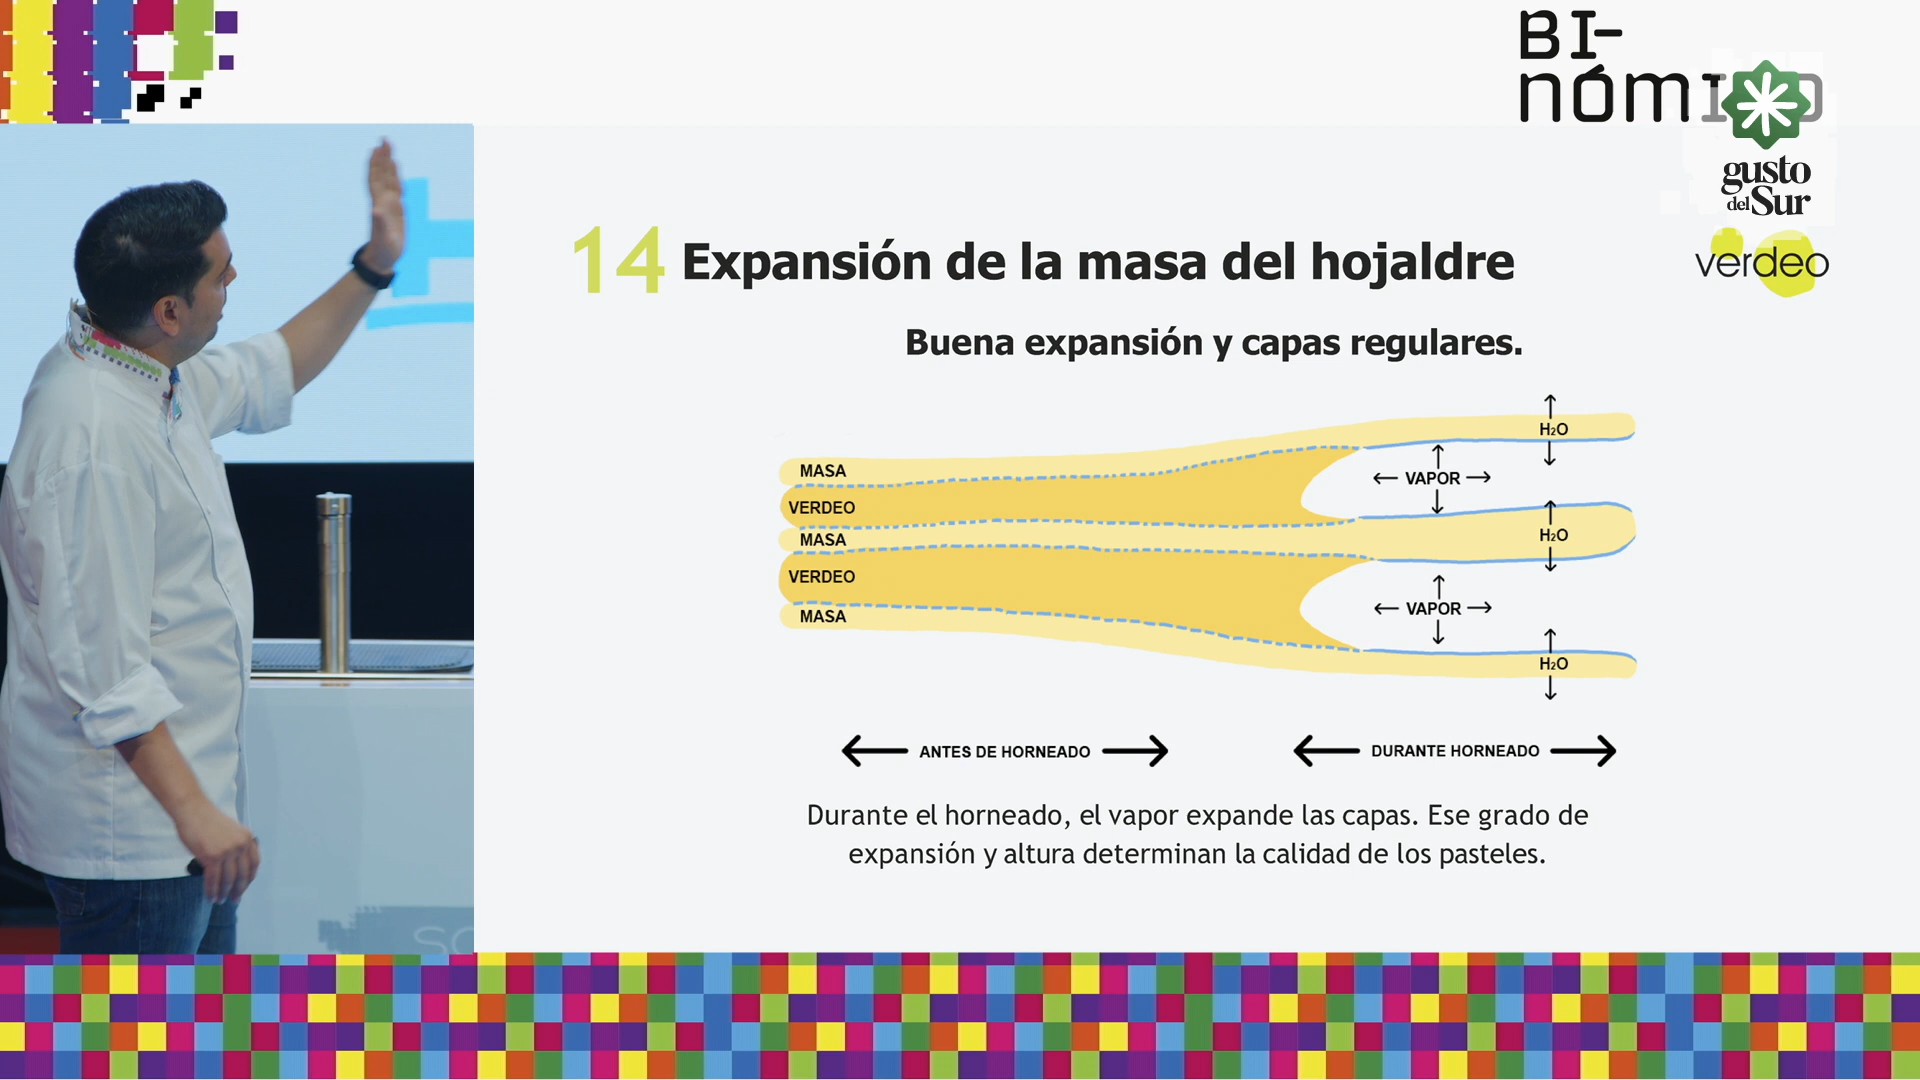 BI-
nómi
gusto
del Sur
verdeo
14 Expansión de la masa del hojaldre
Buena expansión y capas regulares.
MASA
VERDEO
MASA
VERDEO
MASA
H₂O
← VAPOR →
H₂O
← VAPOR →
H₂O
ANTES DE HORNEADO
DURANTE HORNEADO
Durante el horneado, el vapor expande las capas. Ese grado de
expansión y altura determinan la calidad de los pasteles.